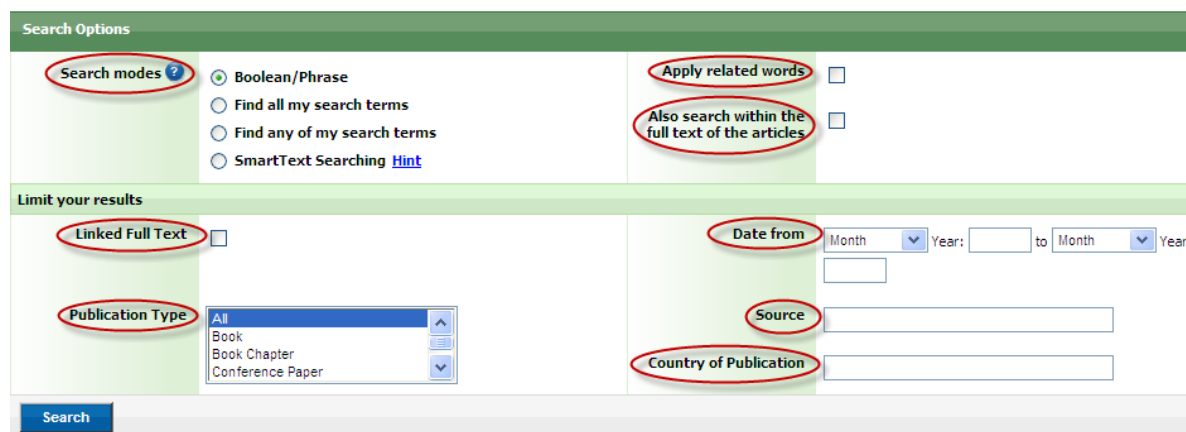 Search Options
Search modes ?
Boolean/Phrase
Find all my search terms
Find any of my search terms
SmartText Searching Hint
Apply related words
Also search within the
full text of the articles
Limit your results
Linked Full Text
Date from
Month Year: to Month Year
Publication Type
All
Book
Book Chapter
Conference Paper
Source
Country of Publication
Search